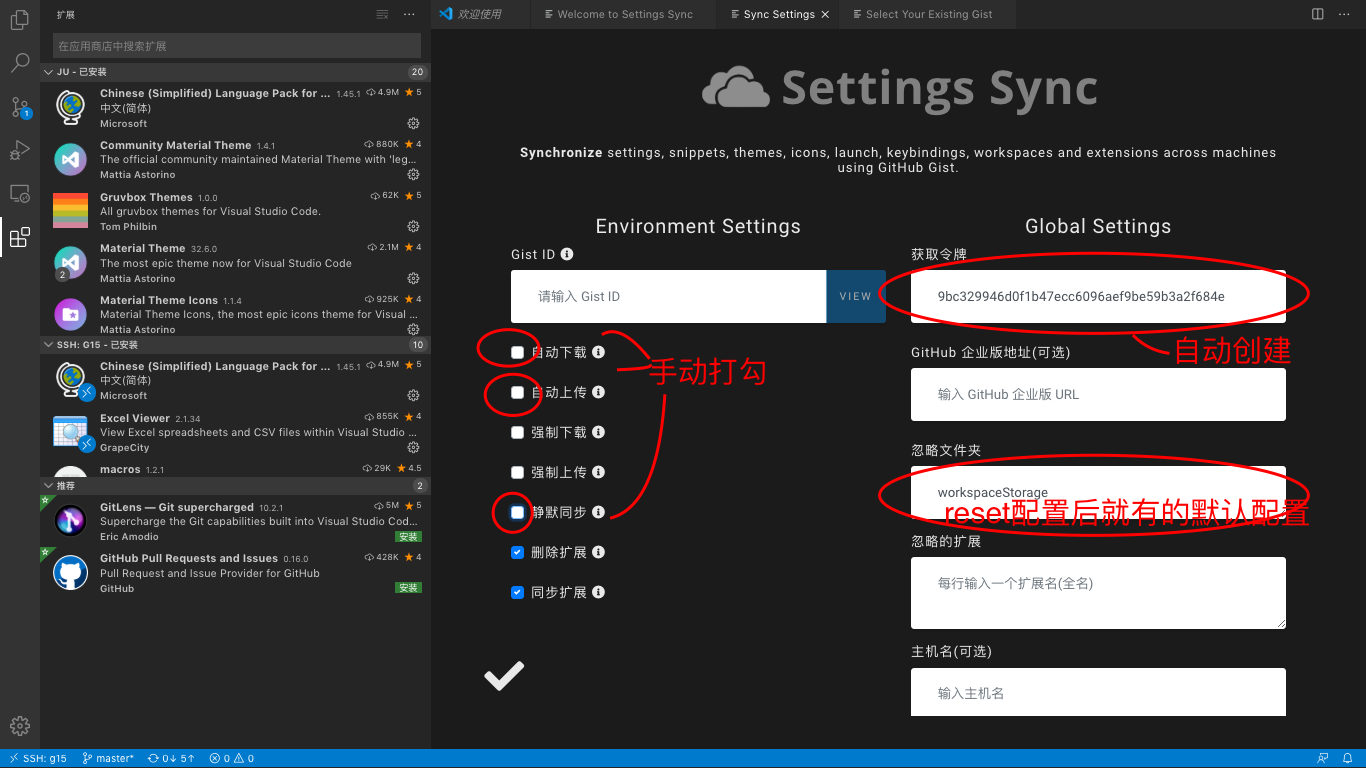 扩展
在应用商店中搜索扩展
JU - 已安装
20
Chinese (Simplified) Language Pack for ...
1.45.1
4.9M
5
中文(简体)
Microsoft
Community Material Theme
1.4.1
880K
4
The official community maintained Material Theme with 'leg...
Mattia Astorino
Gruvbox Themes
1.0.0
62K
5
All gruvbox themes for Visual Studio Code.
Tom Philbin
Material Theme
32.6.0
2.1M
4
The most epic theme now for Visual Studio Code
Mattia Astorino
2
Material Theme Icons
1.1.4
925K
4
Material Theme Icons, the most epic icons theme for Visual ...
Mattia Astorino
SSH: G15 - 已安装
10
Chinese (Simplified) Language Pack for ...
1.45.1
4.9M
5
中文(简体)
Microsoft
Excel Viewer
2.1.34
855K
4
View Excel spreadsheets and CSV files within Visual Studio ...
GrapeCity
macros
1.2.1
29K
4.5
推荐
2
GitLens — Git supercharged
10.2.1
5M
5
Supercharge the Git capabilities built into Visual Studio Cod...
Eric Amodio
安装
GitHub Pull Requests and Issues
0.16.0
428K
4
Pull Request and Issue Provider for GitHub
GitHub
安装
1
欢迎使用
Welcome to Settings Sync
Sync Settings
Select Your Existing Gist
Settings Sync
Synchronize settings, snippets, themes, icons, launch, keybindings, workspaces and extensions across machines
using GitHub Gist.
Environment Settings
Gist ID
请输入 Gist ID
VIEW
自动下载
自动上传
强制下载
强制上传
静默同步
删除扩展
同步扩展
手动打勾
Global Settings
获取令牌
9bc329946d0f1b47ecc6096aef9be59b3a2f684e
自动创建
GitHub 企业版地址(可选)
输入 GitHub 企业版 URL
忽略文件夹
workspaceStorage
reset配置后就有的默认配置
忽略的扩展
每行输入一个扩展名(全名)
主机名(可选)
输入主机名
SSH: g15
master*
0↓ 5↑
0
0